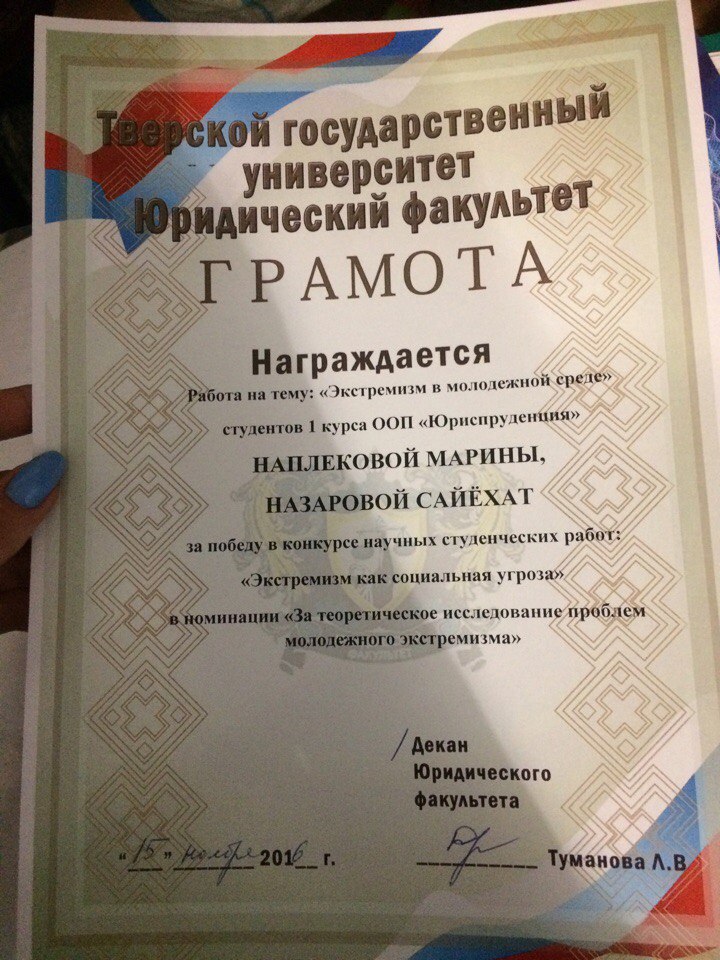 Тверской государственный
университет
Юридический факультет
ГРАМОТА
Награждается
Работа на тему: «Экстремизм в молодежной среде»
студентов 1 курса ООП «Юриспруденция»
НАПЛЕКОВОЙ МАРИНЫ,
НАЗАРОВОЙ САЙЁХАТ
за победу в конкурсе научных студенческих работ:
«Экстремизм как социальная угроза»
в номинации «За теоретическое исследование проблем
молодежного экстремизма»
/ Декан
Юридического
факультета
"15" ноября 2016 г.
Туманова Л.В